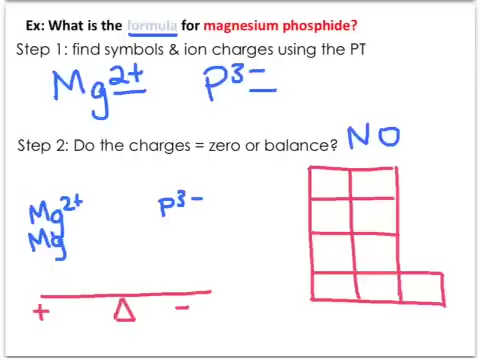 Ex: What is the formula for magnesium phosphide?
Step 1: find symbols & ion charges using the PT
Mg2+ P3−
Step 2: Do the charges = zero or balance? NO
Mg2+ P3−
Mg
+ Δ −